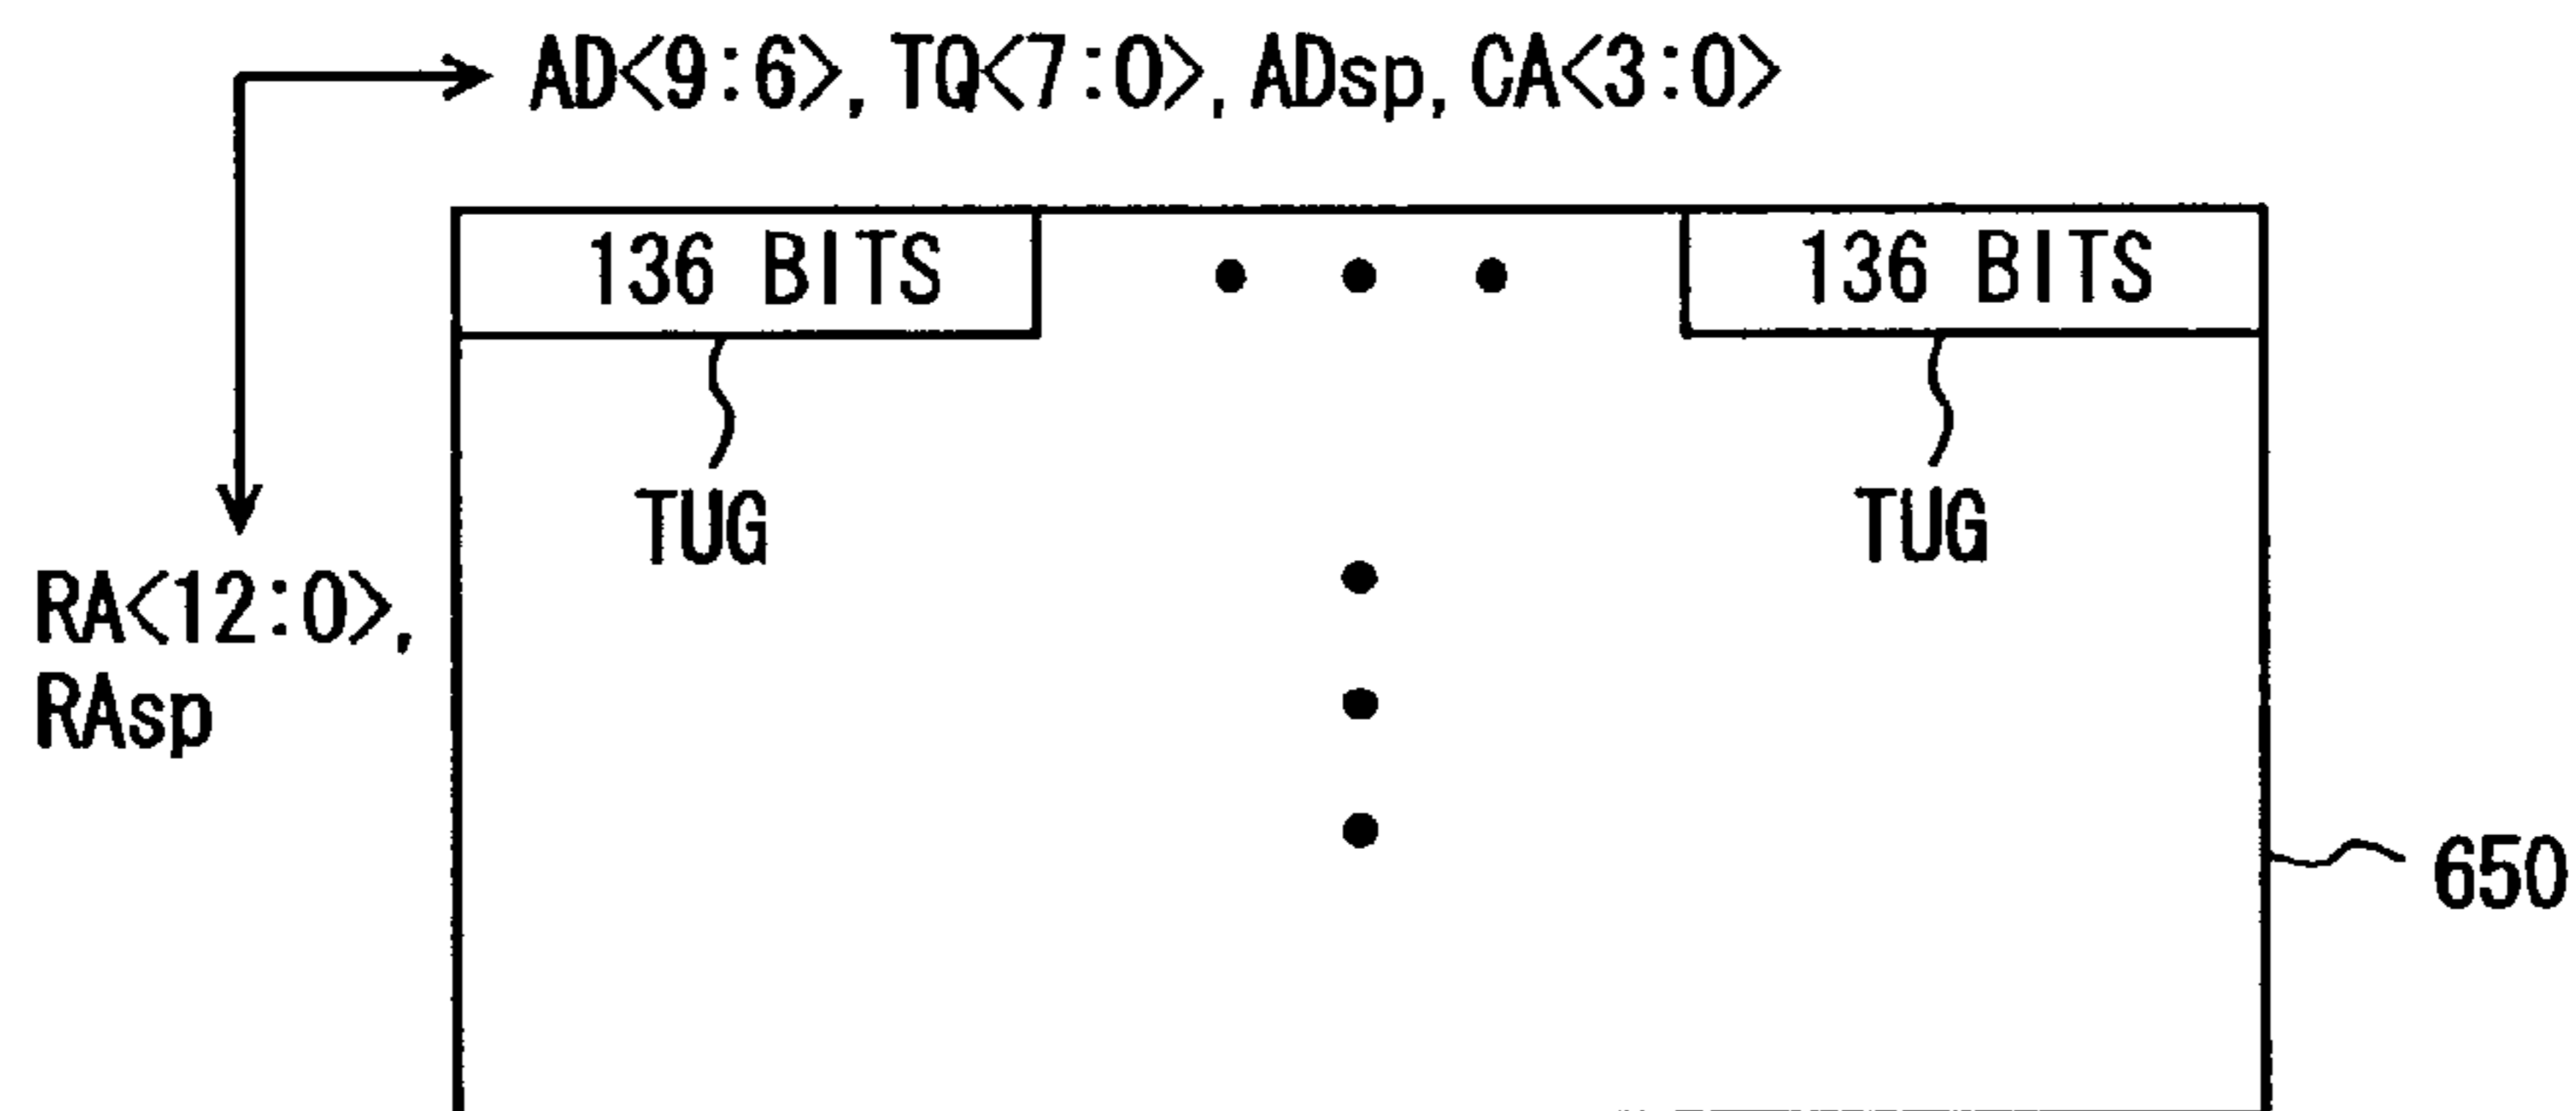 AD<9:6>, TQ<7:0>, ADsp, CA<3:0>
136 BITS
136 BITS
TUG
TUG
RA<12:0>,
RAsp
650